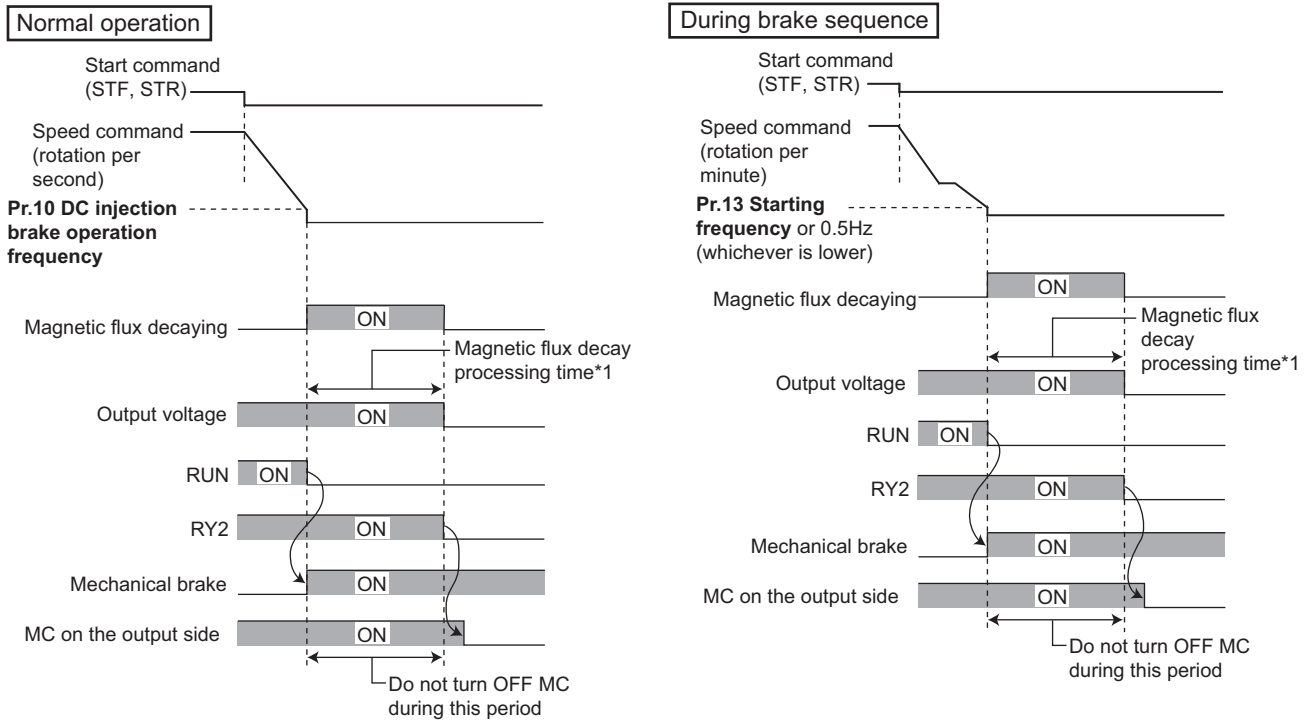 Normal operation
Start command
(STF, STR)
Speed command
(rotation per
second)
Pr.10 DC injection
brake operation
frequency
Magnetic flux decaying
ON
Magnetic flux decay
processing time*1
Output voltage
ON
RUN
ON
RY2
ON
Mechanical brake
ON
MC on the output side
ON
Do not turn OFF MC
during this period
During brake sequence
Start command
(STF, STR)
Speed command
(rotation per
minute)
Pr.13 Starting
frequency or 0.5Hz
(whichever is lower)
Magnetic flux decaying
ON
Magnetic flux
decay
processing time*1
Output voltage
ON
RUN
ON
RY2
ON
Mechanical brake
ON
MC on the output side
ON
Do not turn OFF MC
during this period